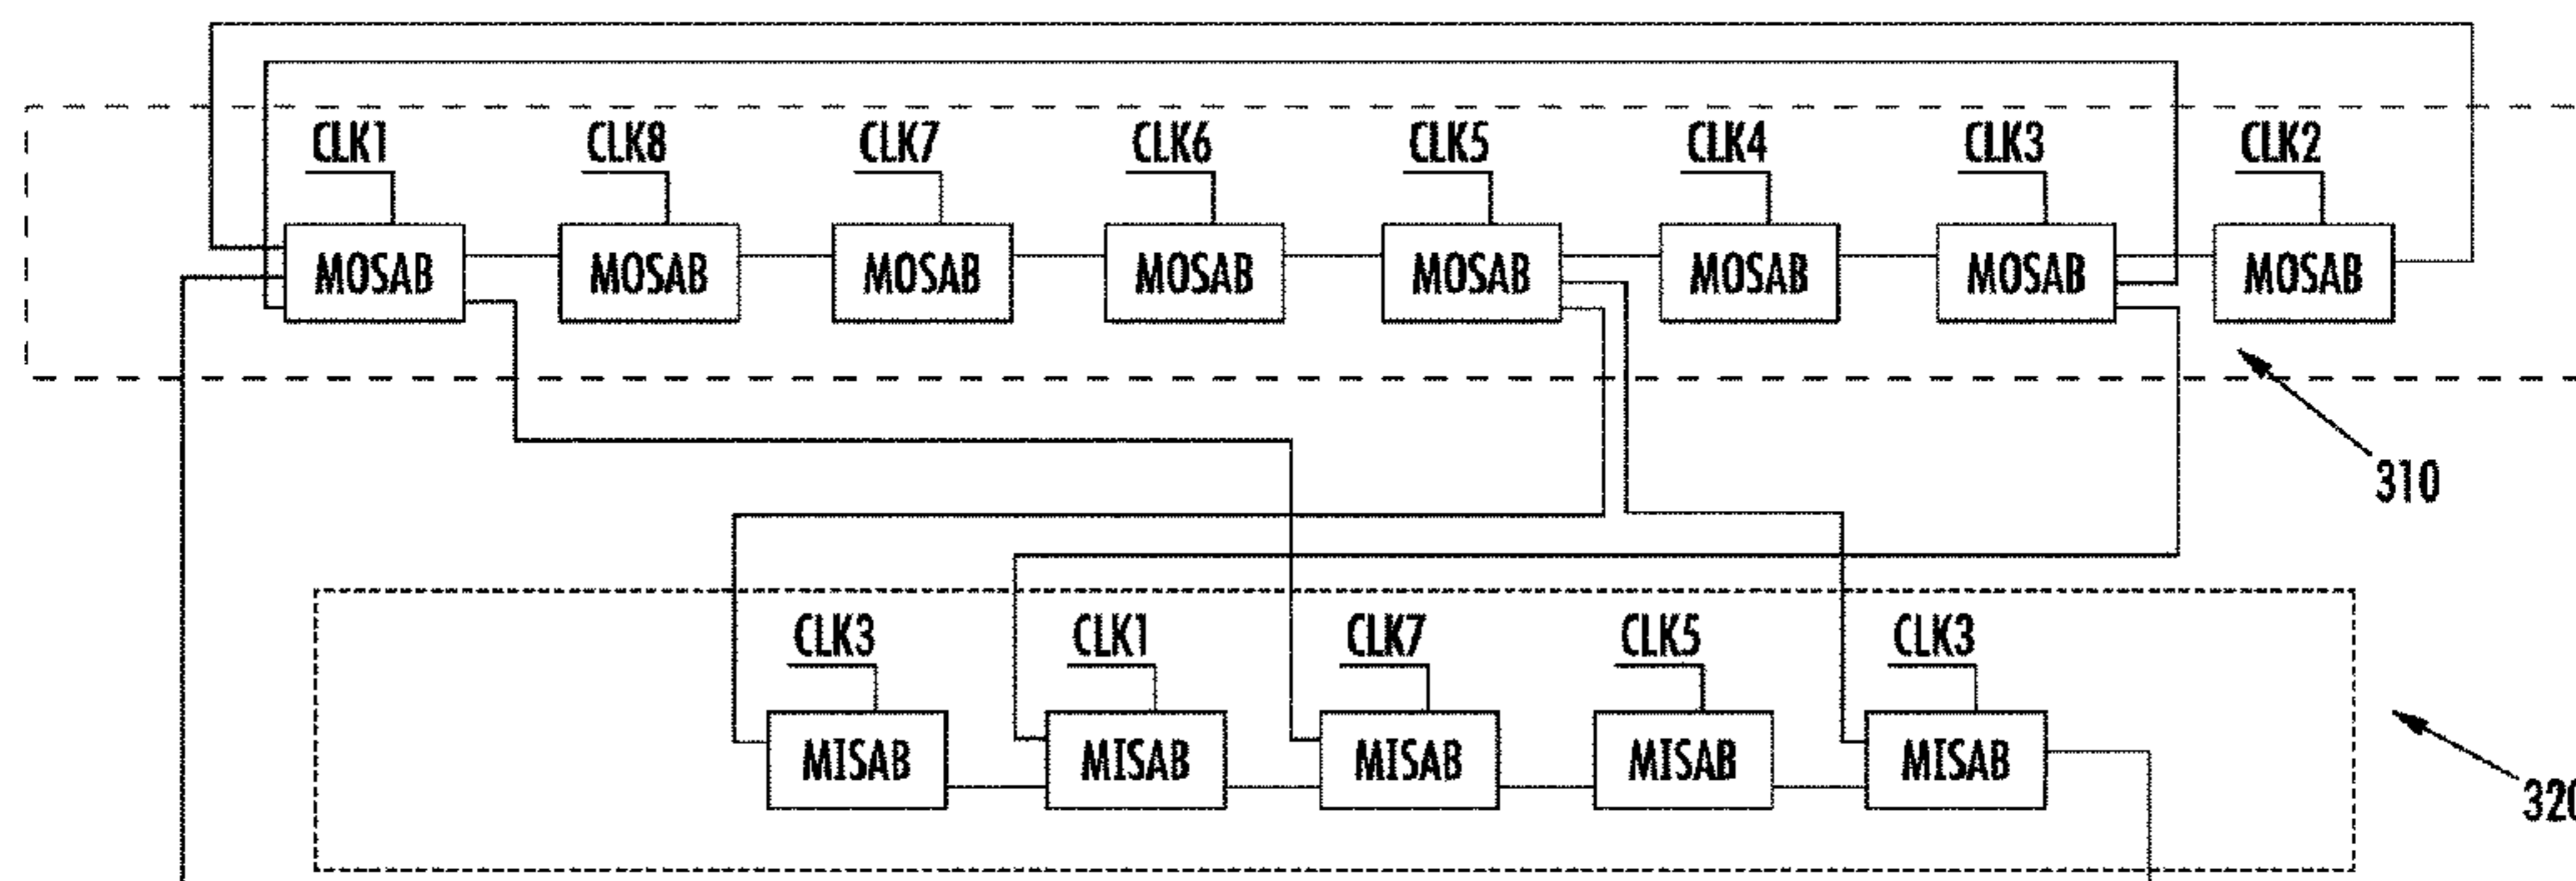 CLK1 CLK8 CLK7 CLK6 CLK5 CLK4 CLK3 CLK2
MOSAB MOSAB MOSAB MOSAB MOSAB MOSAB MOSAB MOSAB
310
CLK3 CLK1 CLK7 CLK5 CLK3
MISAB MISAB MISAB MISAB MISAB
320